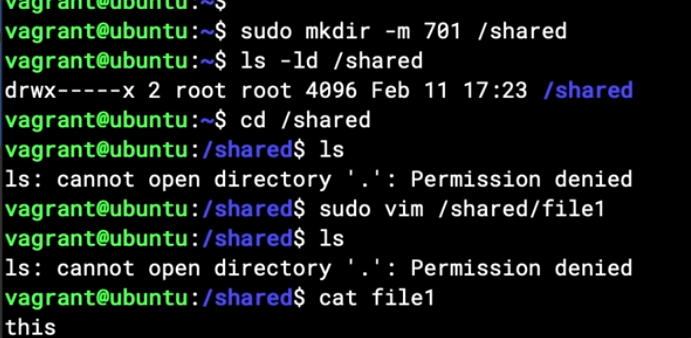 vagrant@ubuntu:~$
vagrant@ubuntu:~$ sudo mkdir -m 701 /shared
vagrant@ubuntu:~$ ls -ld /shared
drwx-----x 2 root root 4096 Feb 11 17:23 /shared
vagrant@ubuntu:~$ cd /shared
vagrant@ubuntu:/shared$ ls
ls: cannot open directory '.': Permission denied
vagrant@ubuntu:/shared$ sudo vim /shared/file1
vagrant@ubuntu:/shared$ ls
ls: cannot open directory '.': Permission denied
vagrant@ubuntu:/shared$ cat file1
this